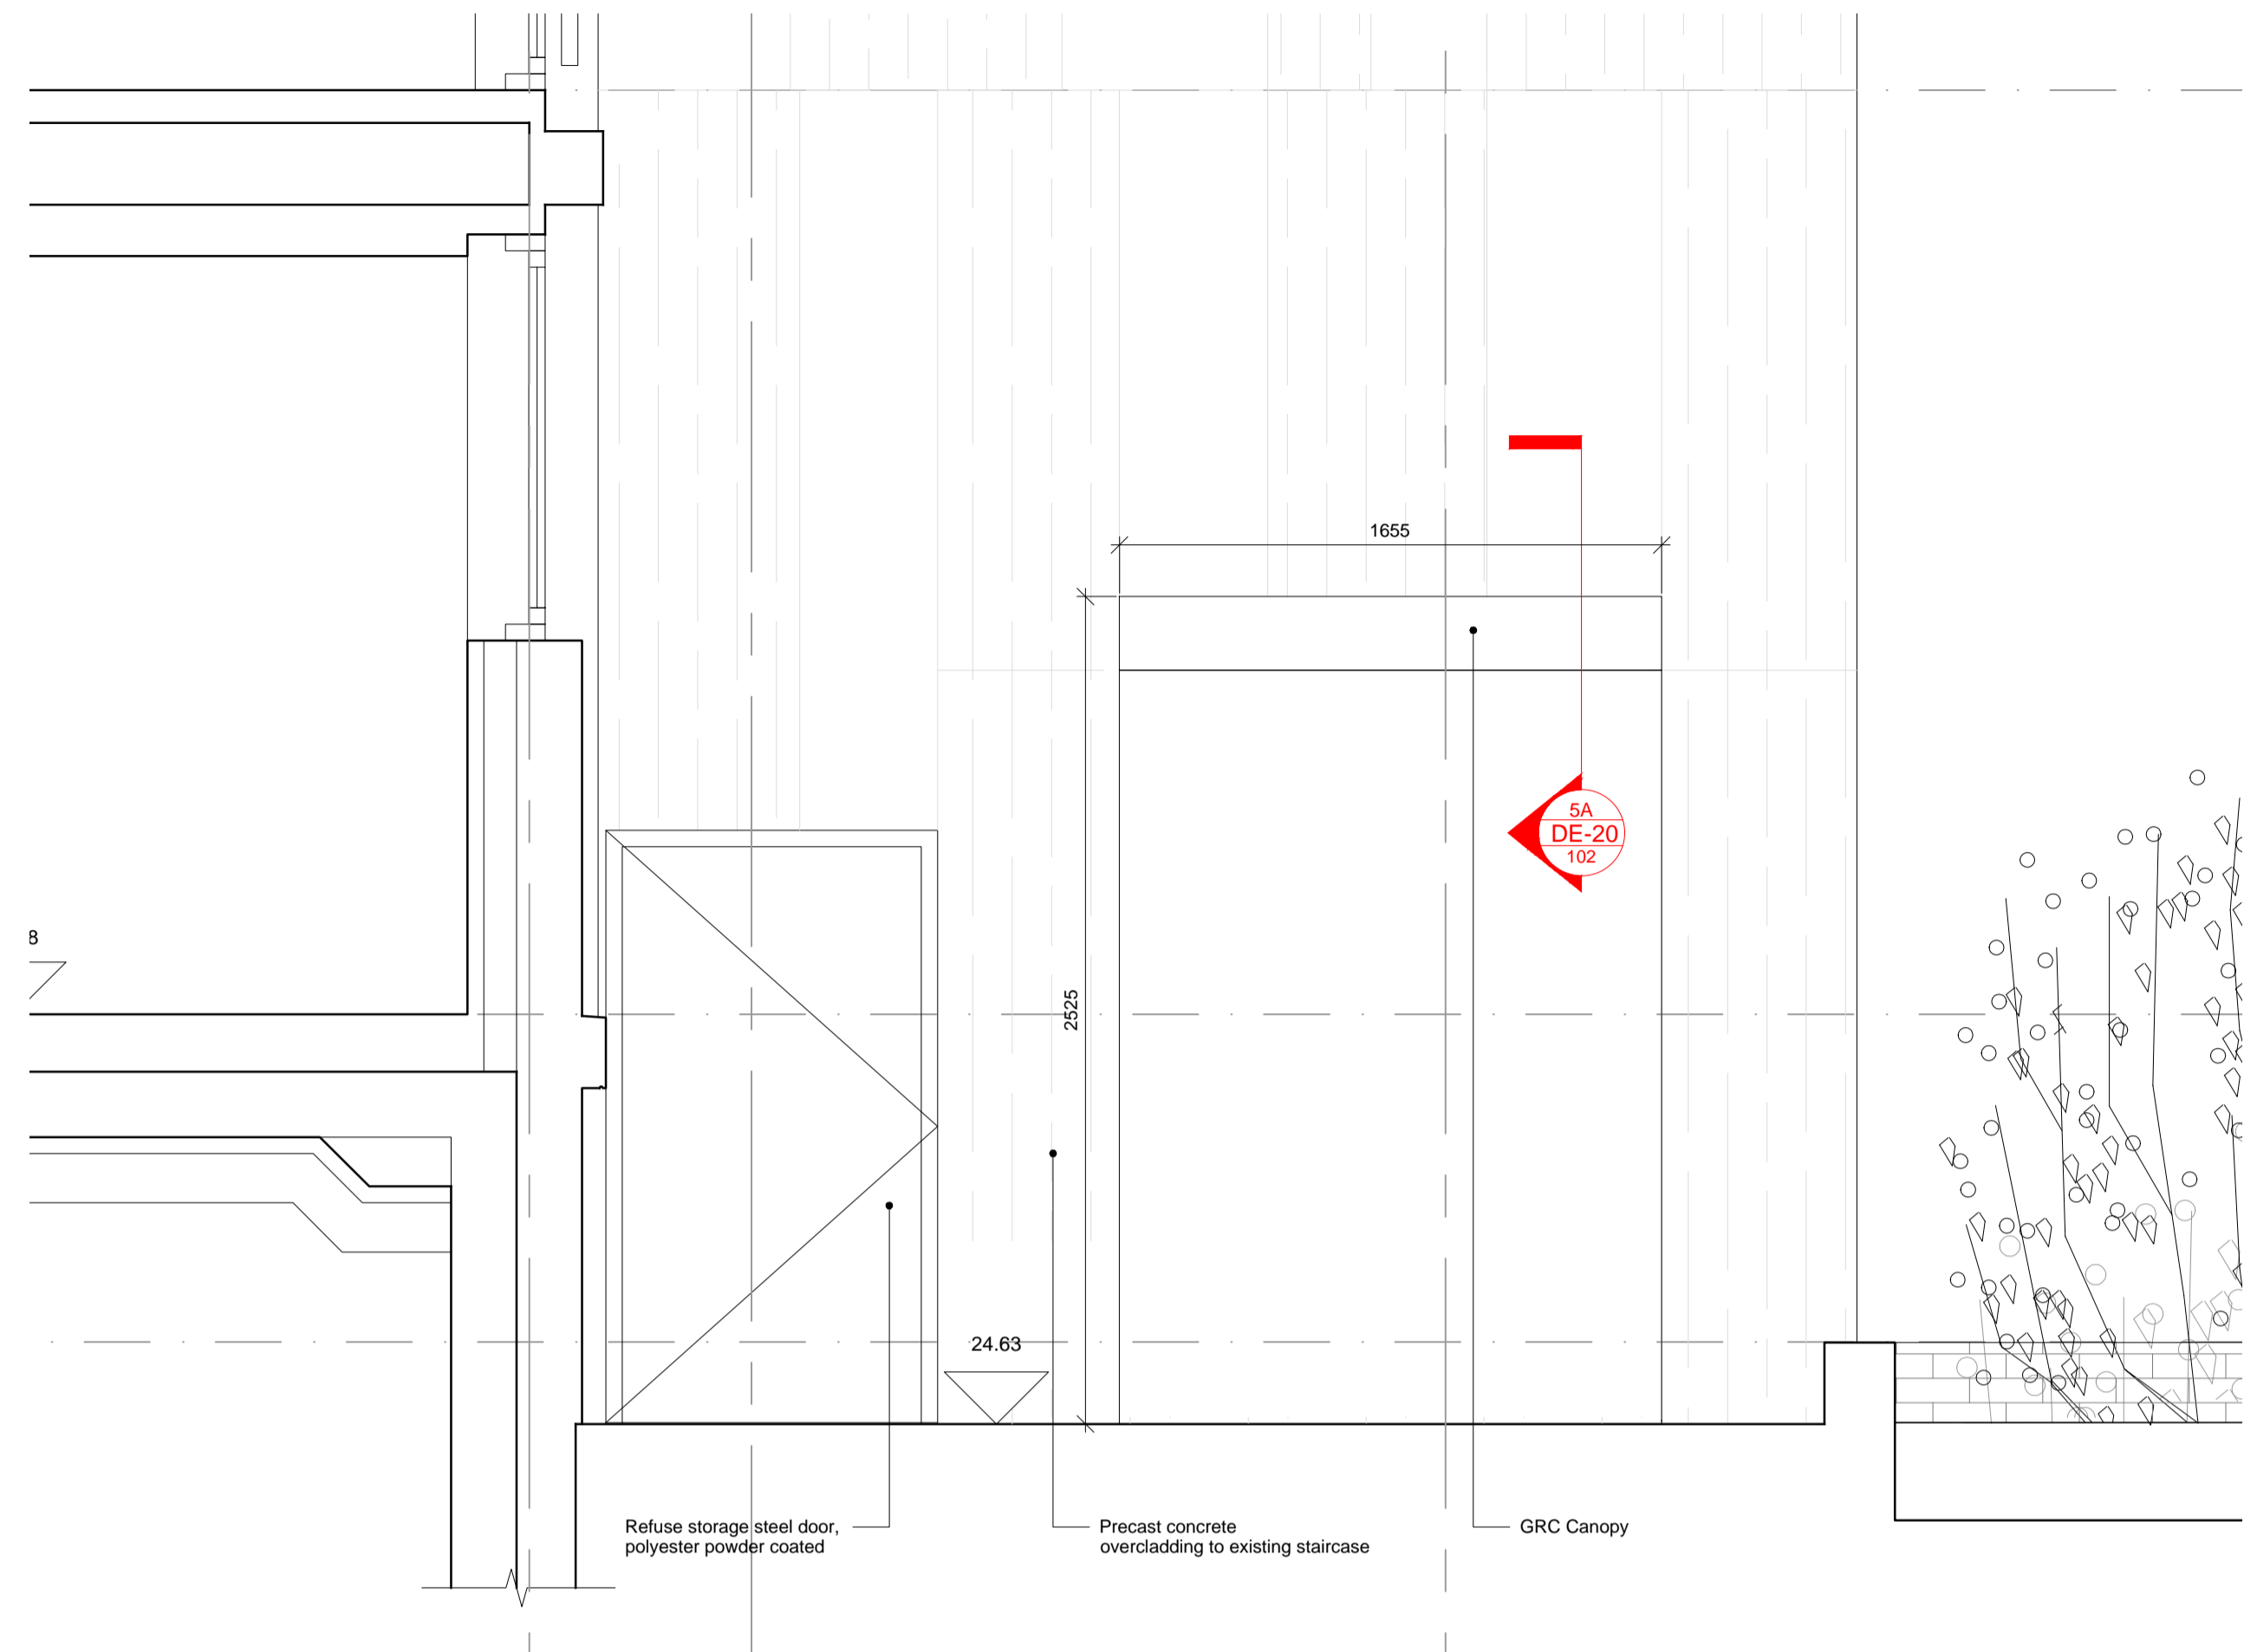 1655
5A
DE-20
102
8
2525
24.63
Refuse storage steel door,
polyester powder coated
Precast concrete
overcladding to existing staircase
GRC Canopy